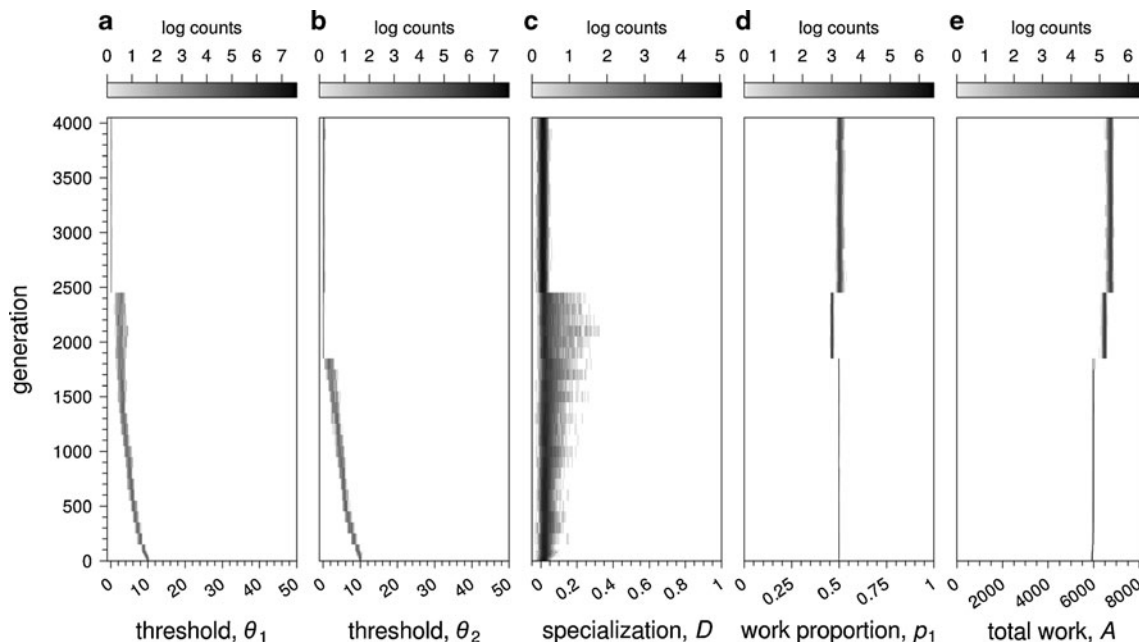 a b c d e
log counts log counts log counts log counts log counts
0 1 2 3 4 5 6 7 0 1 2 3 4 5 6 7 0 1 2 3 4 5 0 1 2 3 4 5 6 0 1 2 3 4 5 6
4000
3500
3000
2500
2000
1500
1000
500
0
generation
0 10 20 30 40 50 0 10 20 30 40 50 0 0.2 0.4 0.6 0.8 1 0 0.25 0.5 0.75 1 0 2000 4000 6000 8000
threshold, θ1 threshold, θ2 specialization, D work proportion, p1 total work, A